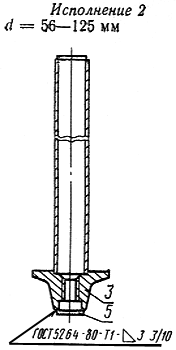 Исполнение 2
d = 56—125 мм
3
5
ГОСТ 5264-80-Т1-◺3 3/10